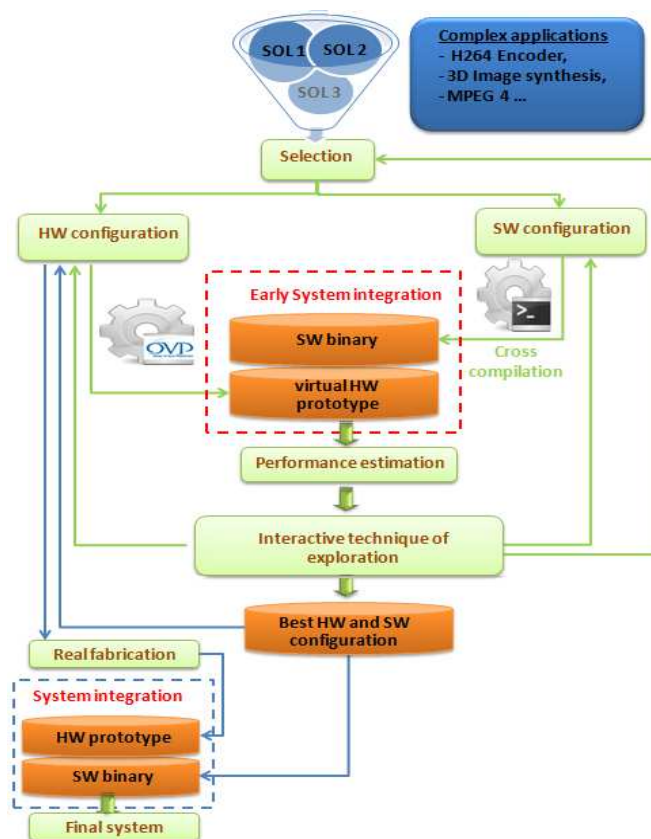 SOL 1
SOL 2
SOL 3
Complex applications
- H264 Encoder,
- 3D Image synthesis,
- MPEG 4 ...
Selection
HW configuration
SW configuration
Early System integration
SW binary
OVP
>_
Cross
compilation
virtual HW
prototype
Performance estimation
Interactive technique of
exploration
Best HW and SW
configuration
Real fabrication
System integration
HW prototype
SW binary
Final system